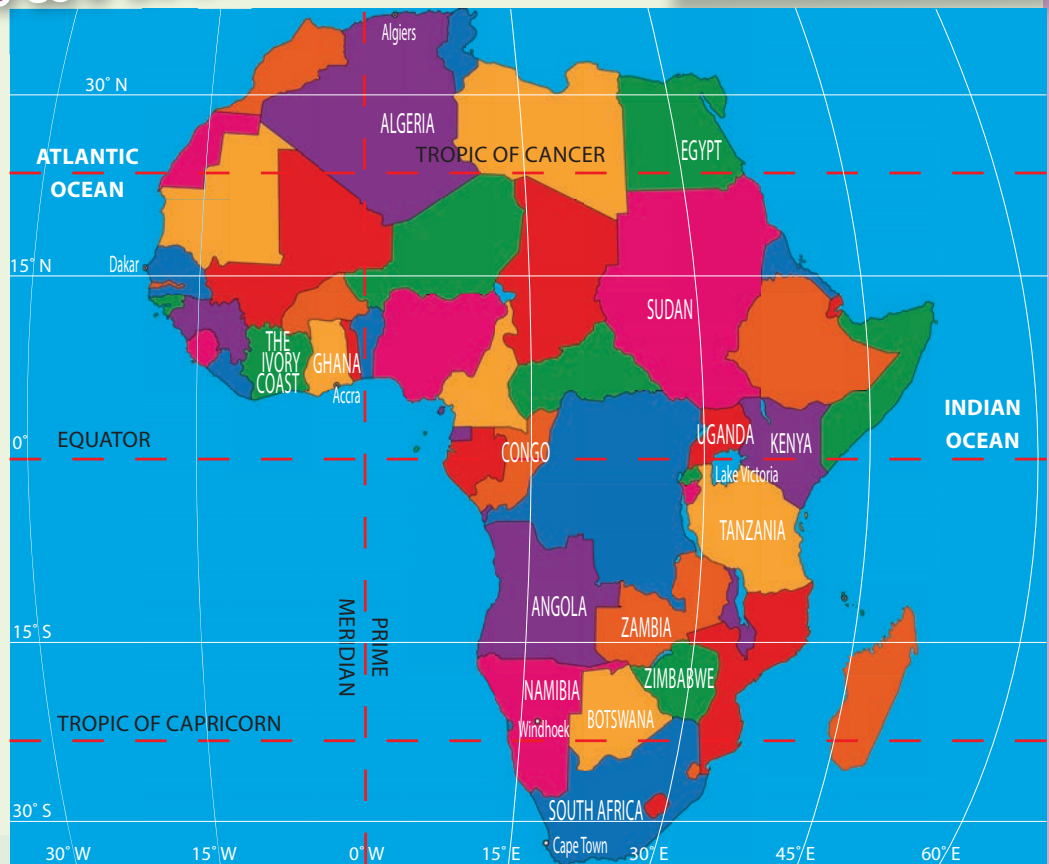 Algiers
30° N
ALGERIA
ATLANTIC
OCEAN
TROPIC OF CANCER
EGYPT
Dakar
15° N
SUDAN
THE
IVORY
COAST
GHANA
Accra
INDIAN
OCEAN
0°
EQUATOR
CONGO
UGANDA
KENYA
Lake Victoria
TANZANIA
ANGOLA
ZAMBIA
PRIME
MERIDIAN
15° S
NAMIBIA
ZIMBABWE
Windhoek
BOTSWANA
TROPIC OF CAPRICORN
30° S
SOUTH AFRICA
Cape Town
30° W
15° W
0° W
15° E
30° E
45° E
60° E